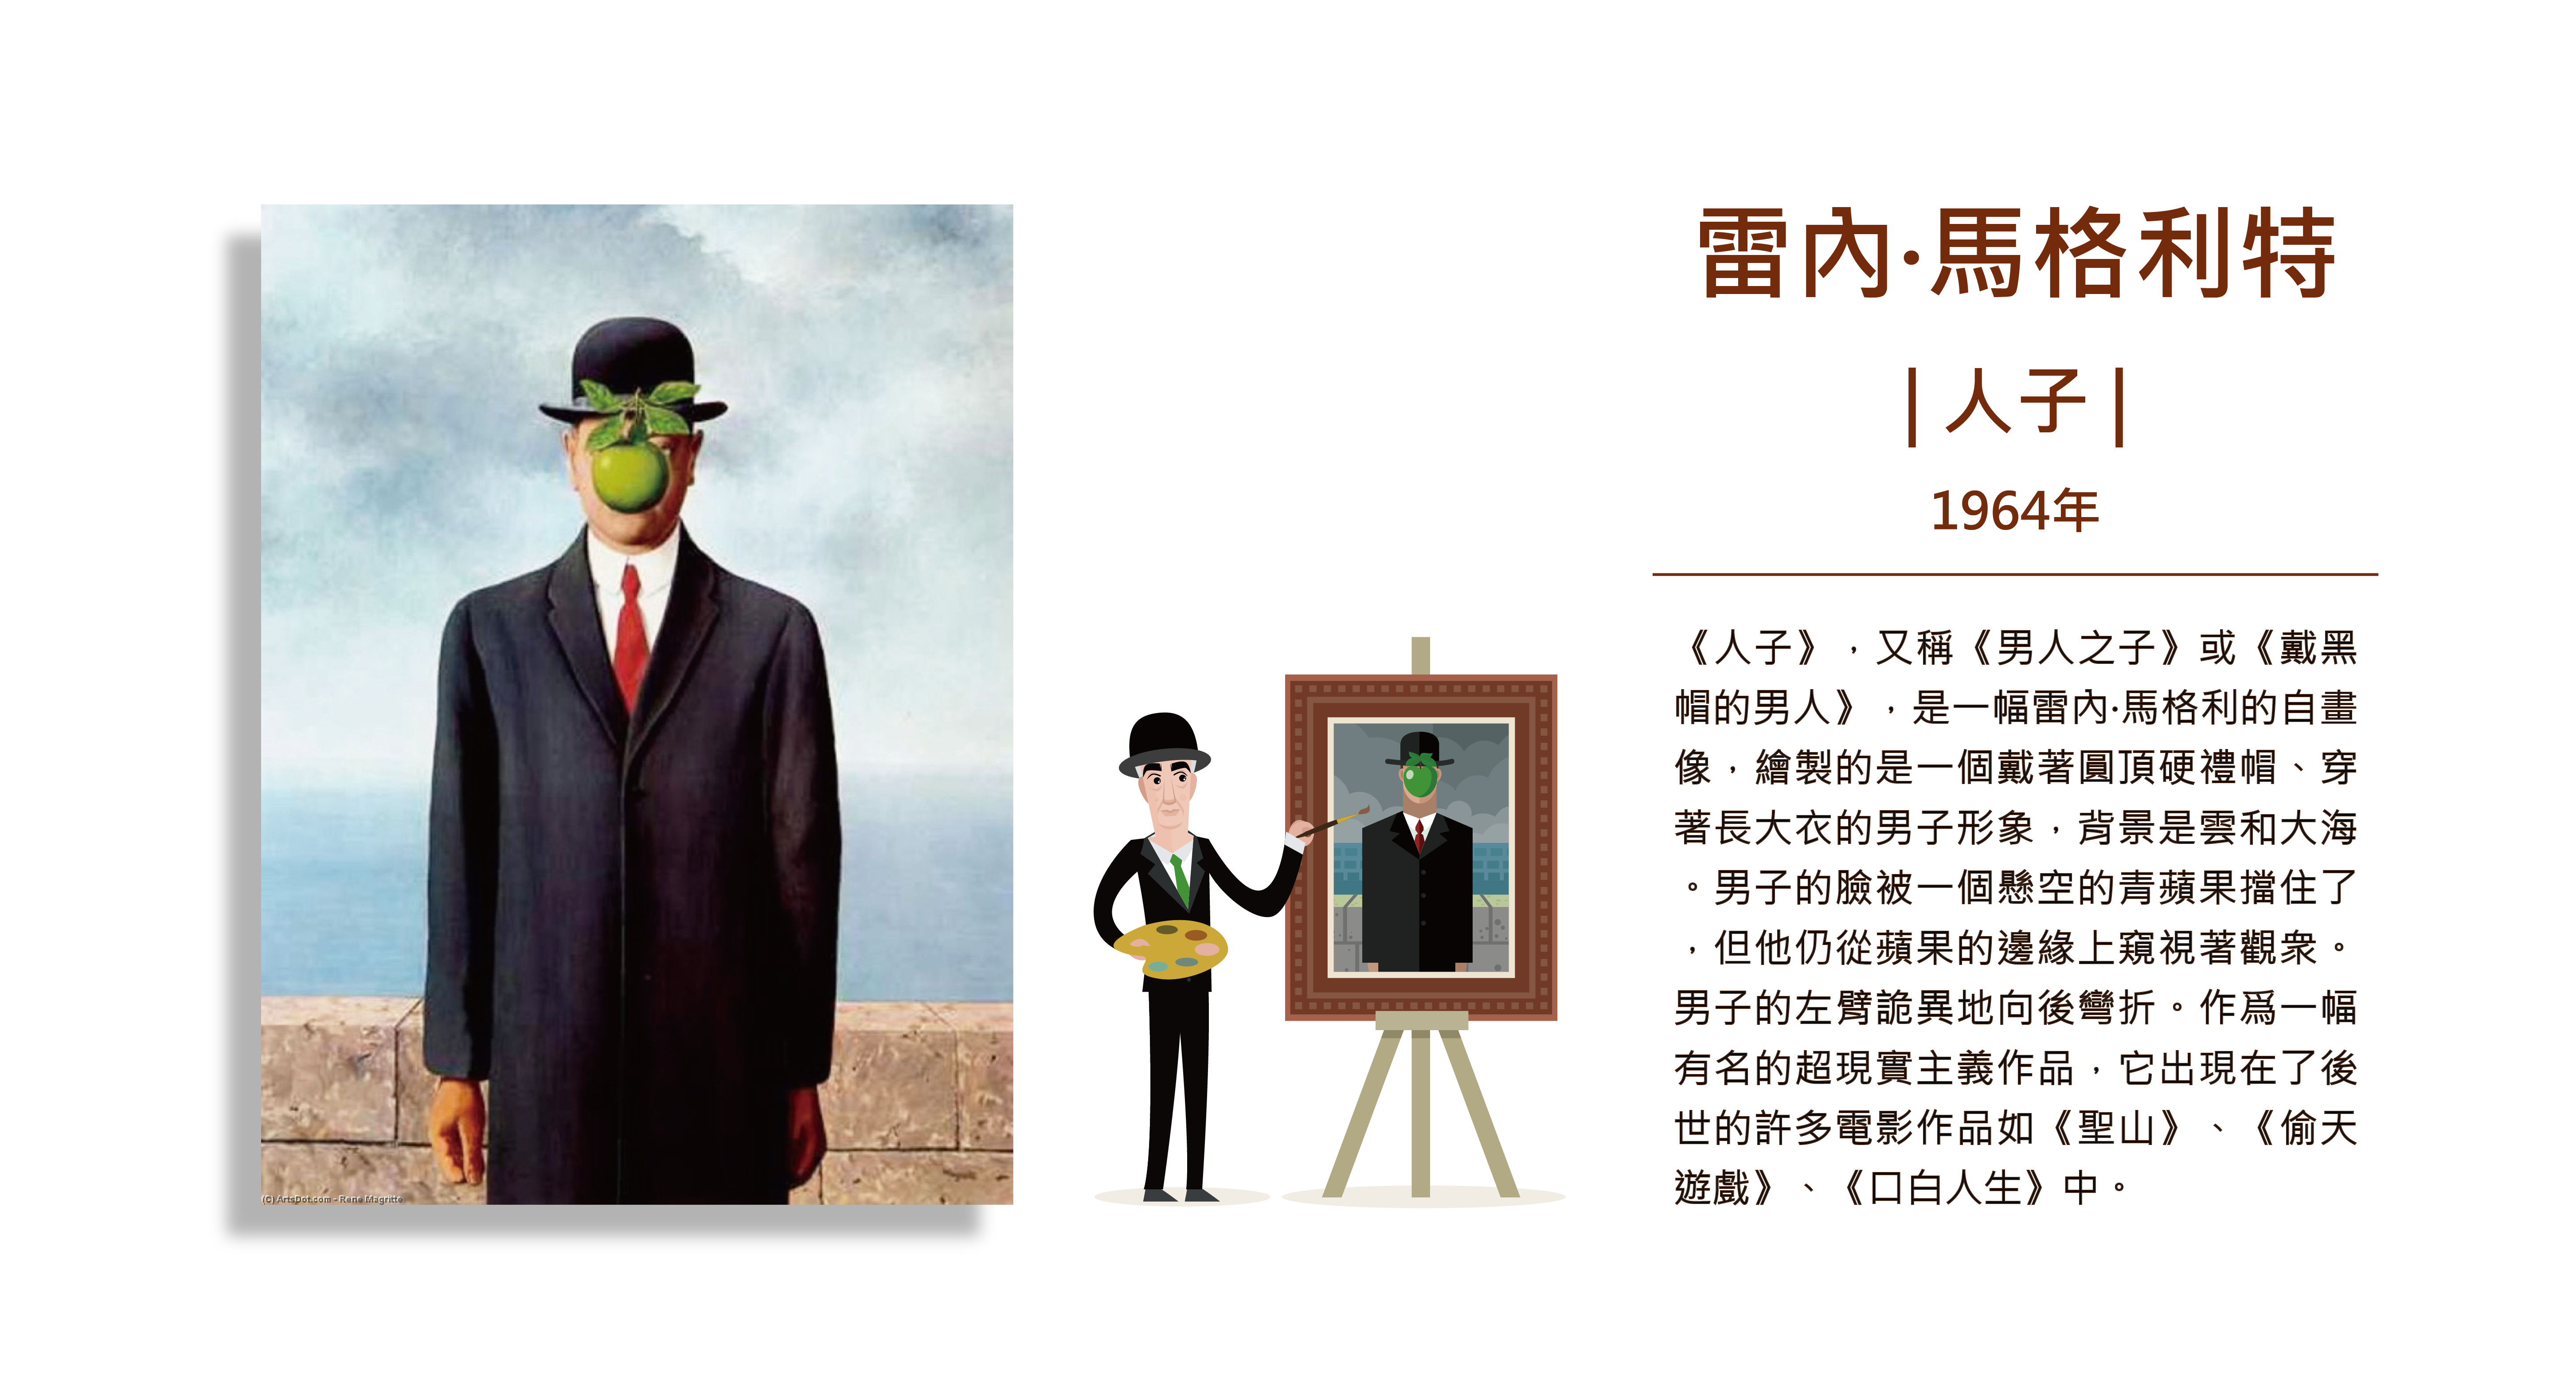 雷內·馬格利特
|人子|
1964年
《人子》，又稱《男人之子》或《戴黑
帽的男人》，是一幅雷內·馬格利的自畫
像，繪製的是一個戴著圓頂硬禮帽、穿
著長大衣的男子形象，背景是雲和大海
。男子的臉被一個懸空的青蘋果擋住了
，但他仍從蘋果的邊緣上窺視著觀衆。
男子的左臂詭異地向後彎折。作爲一幅
有名的超現實主義作品，它出現在了後
世的許多電影作品如《聖山》、《偷天
遊戲》、《口白人生》中。
(C) ArtsDot.com - Rene Magritte